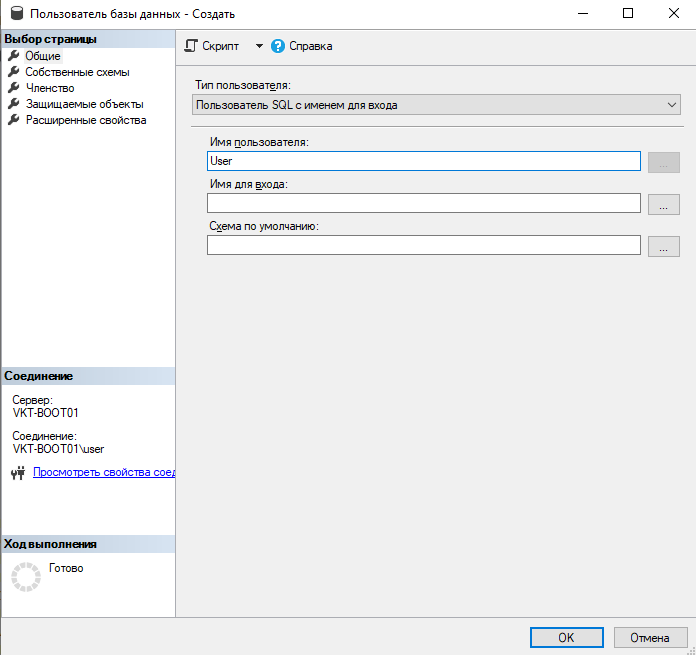 Пользователь базы данных - Создать
Выбор страницы
Общие
Собственные схемы
Членство
Защищаемые объекты
Расширенные свойства
Скрипт
Справка
Тип пользователя:
Пользователь SQL с именем для входа
Имя пользователя:
User
...
Имя для входа:
...
Схема по умолчанию:
...
Соединение
Сервер:
VKT-BOOT01
Соединение:
VKT-BOOT01\user
Просмотреть свойства соед
Ход выполнения
Готово
OK
Отмена